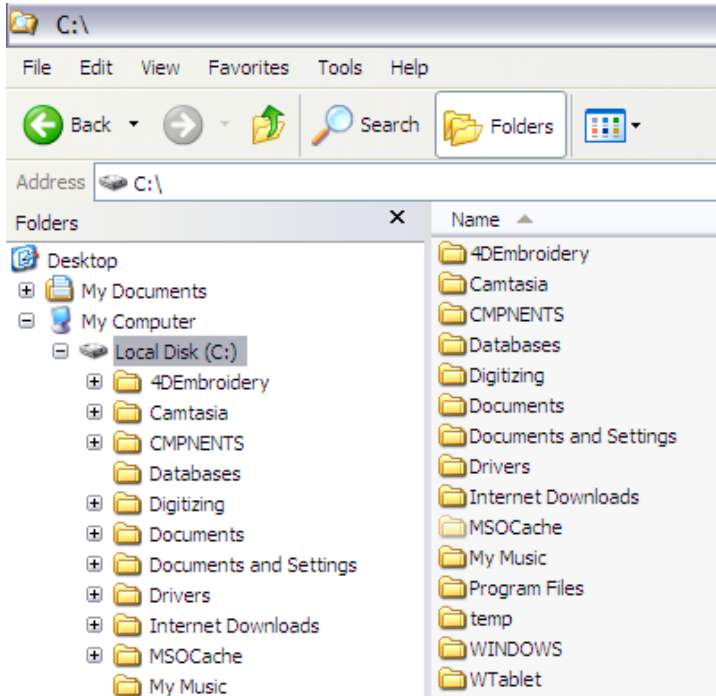 C:\
File Edit View Favorites Tools Help
Back Search Folders
Address C:\
Folders X
Desktop
My Documents
My Computer
Local Disk (C:)
4DEmbroidery
Camtasia
CMPNENTS
Databases
Digitizing
Documents
Documents and Settings
Drivers
Internet Downloads
MSOCache
My Music
Name
4DEmbroidery
Camtasia
CMPNENTS
Databases
Digitizing
Documents
Documents and Settings
Drivers
Internet Downloads
MSOCache
My Music
Program Files
temp
WINDOWS
WTablet